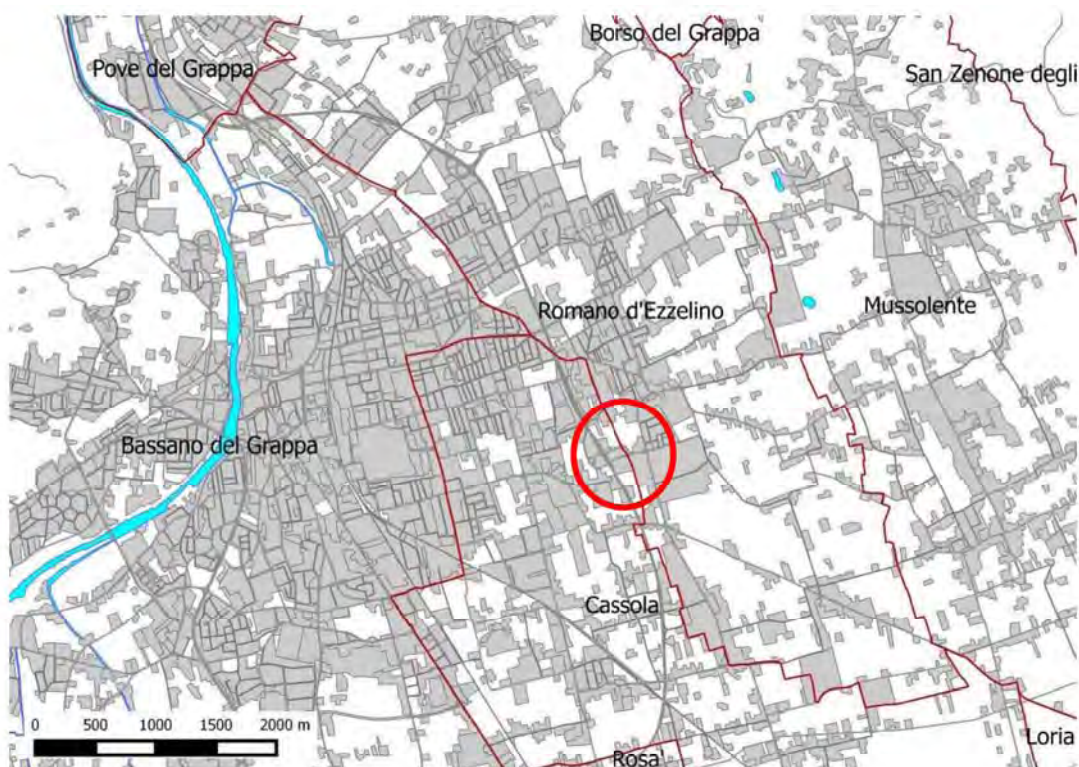 Borso del Grappa
Pove del Grappa
San Zenone degli
Romano d'Ezzelino
Mussolente
Bassano del Grappa
Cassola
0 500 1000 1500 2000 m
Loria
Rosa'